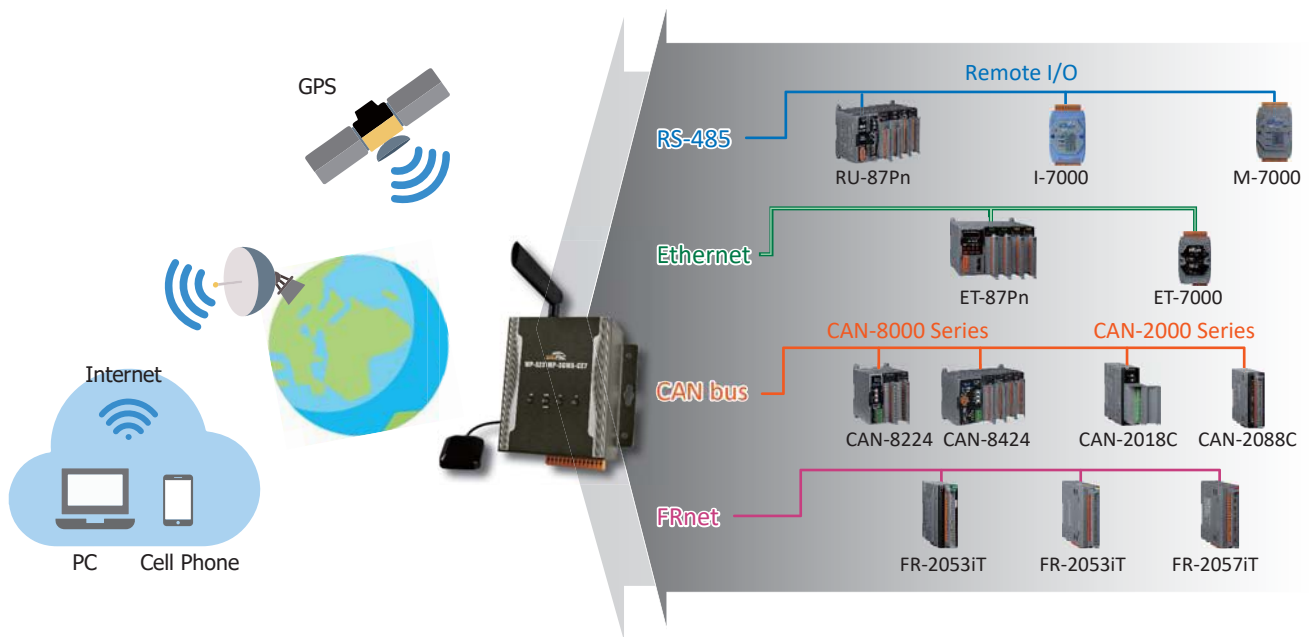 GPS
Internet
PC
Cell Phone
Remote I/O
RS-485
RU-87Pn
I-7000
M-7000
Ethernet
ET-87Pn
ET-7000
CAN-8000 Series
CAN-2000 Series
CAN bus
CAN-8224
CAN-8424
CAN-2018C
CAN-2088C
FRnet
FR-2053iT
FR-2053iT
FR-2057iT